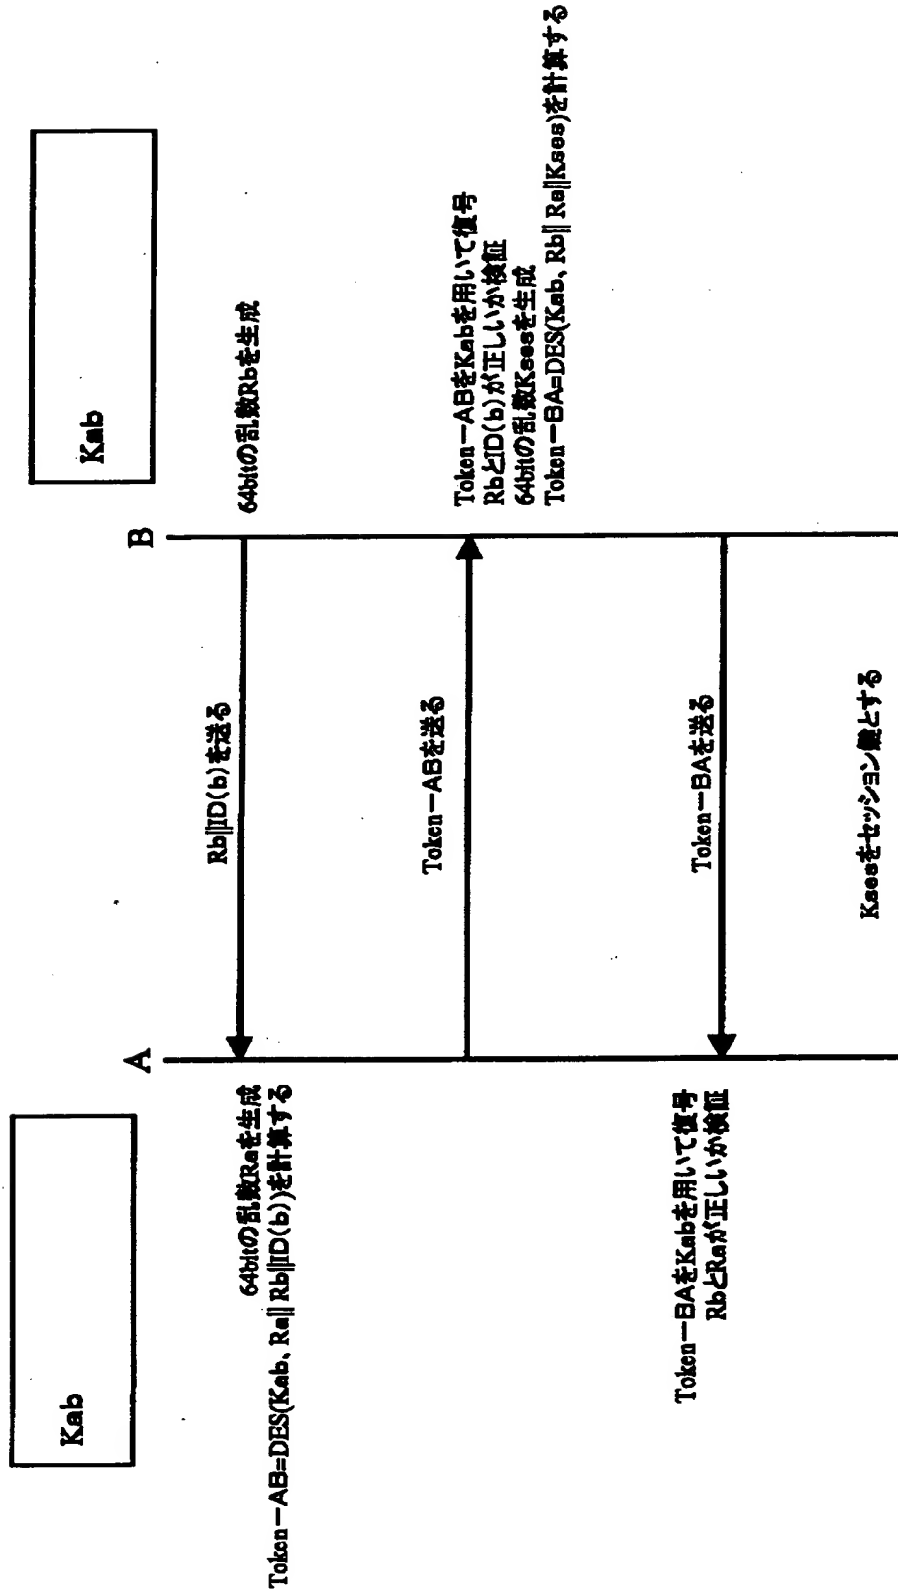 Kab
Kab
A
B
64bitの乱数Rbを生成
Rb||ID(b)を送る
64bitの乱数Raを生成
Token−AB=DES(Kab、Ra|| Rb||ID(b))を計算する
Token−ABを送る
Token−ABをKabを用いて復号
RbとID(b)が正しいか検証
64bitの乱数Ksesを生成
Token−BA=DES(Kab、Rb|| Ra||Kses)を計算する
Token−BAを送る
Token−BAをKabを用いて復号
RbとRaが正しいか検証
Ksesをセッション鍵とする